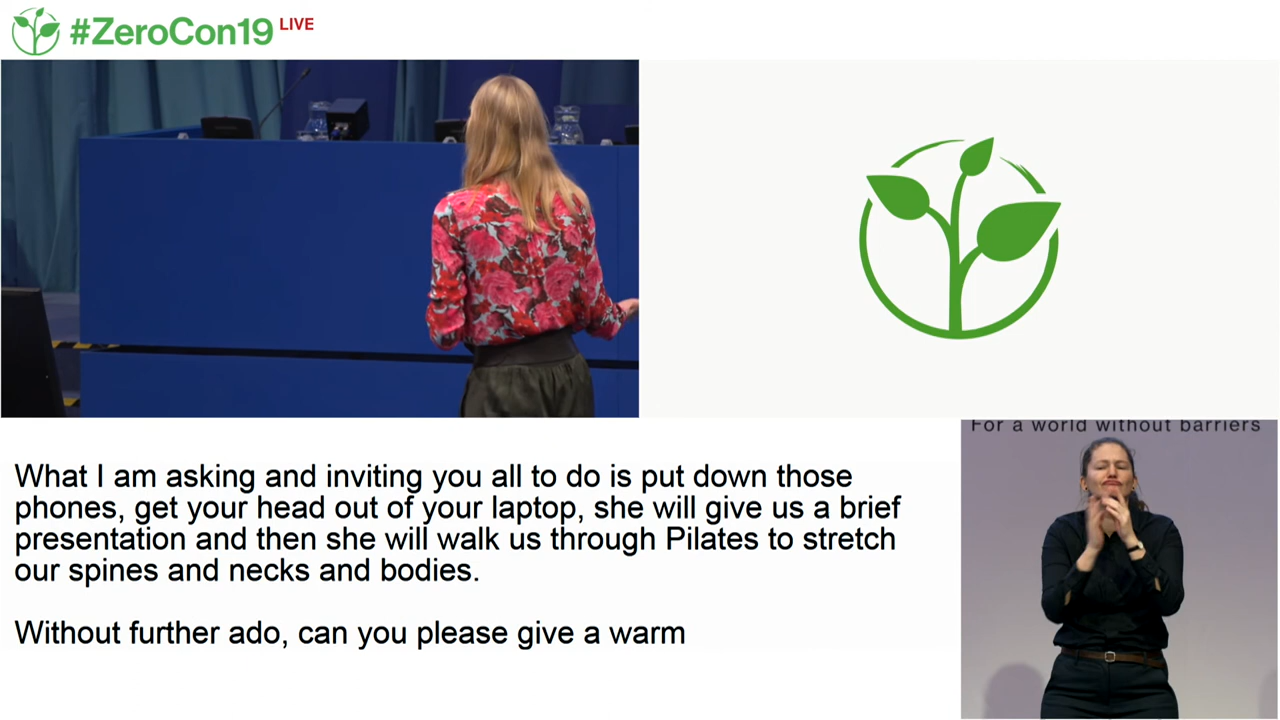 #ZeroCon19 LIVE
For a world without barriers
What I am asking and inviting you all to do is put down those
phones, get your head out of your laptop, she will give us a brief
presentation and then she will walk us through Pilates to stretch
our spines and necks and bodies.
Without further ado, can you please give a warm